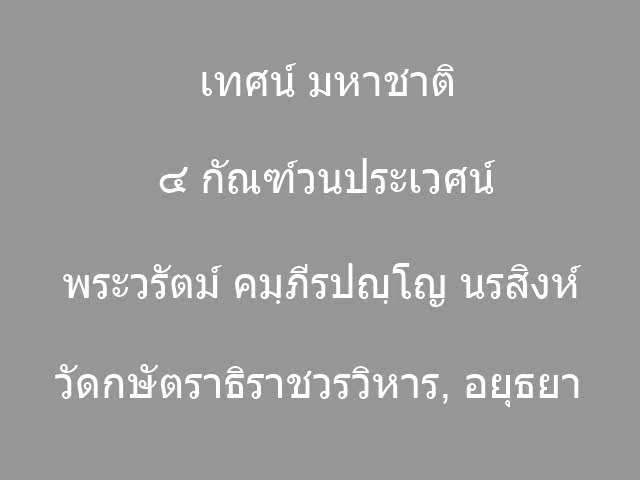 เทศน์ มหาชาติ
๔ กัณฑ์วนประเวศน์
พระวรัตม์ คมฺภีรปญฺโญ นรสิงห์
วัดกษัตราธิราชวรวิหาร, อยุธยา